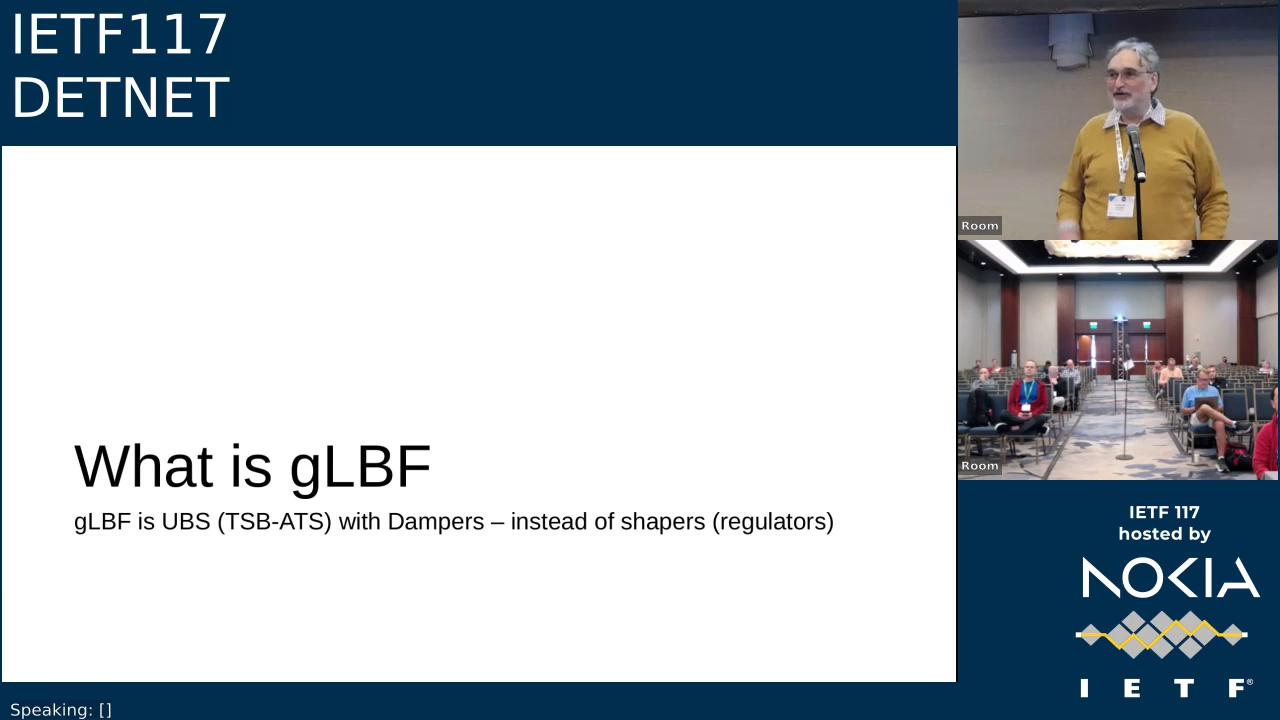 IETF117
DETNET
What is gLBF
gLBF is UBS (TSB-ATS) with Dampers – instead of shapers (regulators)
Room
Room
IETF 117
hosted by
NOKIA
I E T F®
Speaking: []